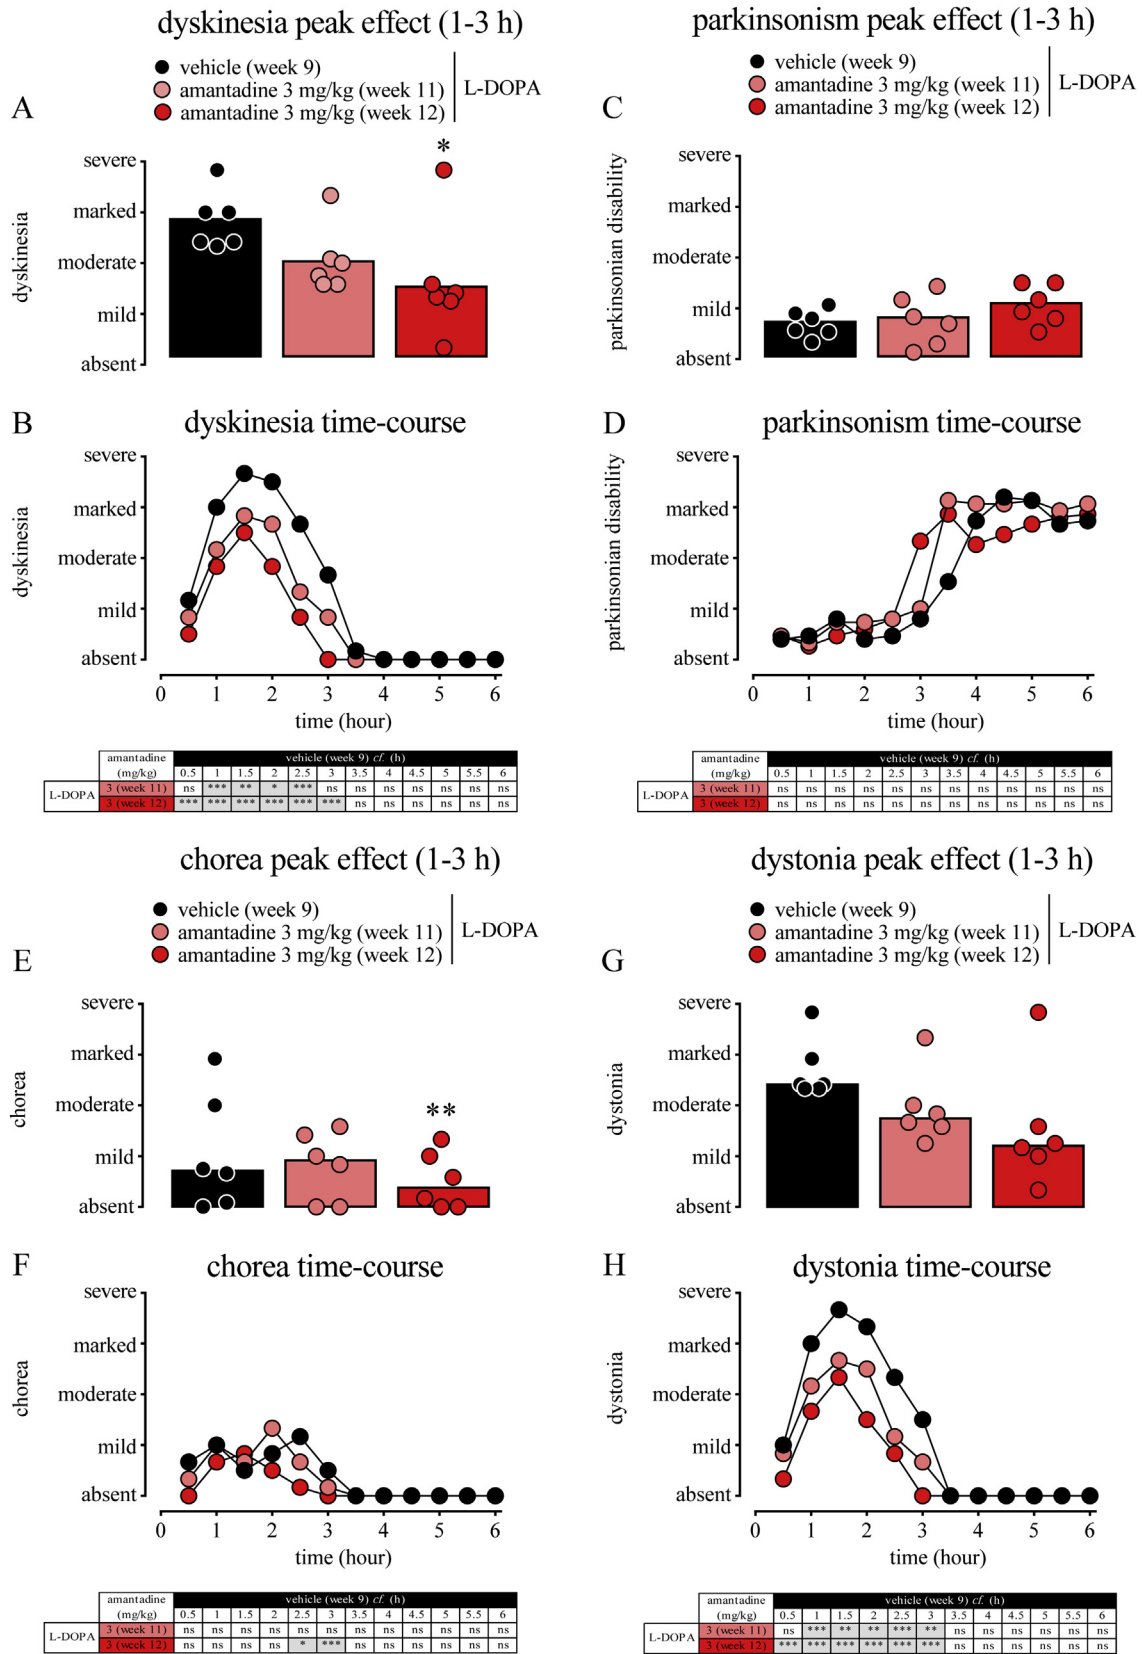 dyskinesia peak effect (1-3 h)
vehicle (week 9)
amantadine 3 mg/kg (week 11)
amantadine 3 mg/kg (week 12)
L-DOPA
A
*
severe
marked
moderate
mild
absent
dyskinesia
parkinsonism peak effect (1-3 h)
vehicle (week 9)
amantadine 3 mg/kg (week 11)
amantadine 3 mg/kg (week 12)
L-DOPA
C
severe
marked
moderate
mild
absent
parkinsonian disability
B
dyskinesia time-course
severe
marked
moderate
mild
absent
dyskinesia
0 1 2 3 4 5 6
time (hour)
amantadine vehicle (week 9) cf. (h)
(mg/kg) 0.5 1 1.5 2 2.5 3 3.5 4 4.5 5 5.5 6
L-DOPA
3 (week 11) ns *** ** * *** ns ns ns ns ns ns ns
3 (week 12) *** *** *** *** *** *** ns ns ns ns ns ns
D
parkinsonism time-course
severe
marked
moderate
mild
absent
parkinsonian disability
0 1 2 3 4 5 6
time (hour)
amantadine vehicle (week 9) cf. (h)
(mg/kg) 0.5 1 1.5 2 2.5 3 3.5 4 4.5 5 5.5 6
L-DOPA
3 (week 11) ns ns ns ns ns ns ns ns ns ns ns ns
3 (week 12) ns ns ns ns ns ns ns ns ns ns ns ns
chorea peak effect (1-3 h)
vehicle (week 9)
amantadine 3 mg/kg (week 11)
amantadine 3 mg/kg (week 12)
L-DOPA
E
severe
marked
moderate
mild
absent
chorea
**
dystonia peak effect (1-3 h)
vehicle (week 9)
amantadine 3 mg/kg (week 11)
amantadine 3 mg/kg (week 12)
L-DOPA
G
severe
marked
moderate
mild
absent
dystonia
F
chorea time-course
severe
marked
moderate
mild
absent
chorea
0 1 2 3 4 5 6
time (hour)
amantadine vehicle (week 9) cf. (h)
(mg/kg) 0.5 1 1.5 2 2.5 3 3.5 4 4.5 5 5.5 6
L-DOPA
3 (week 11) ns ns ns ns ns ns ns ns ns ns ns ns
3 (week 12) ns ns ns ns * *** ns ns ns ns ns ns
H
dystonia time-course
severe
marked
moderate
mild
absent
dystonia
0 1 2 3 4 5 6
time (hour)
amantadine vehicle (week 9) cf. (h)
(mg/kg) 0.5 1 1.5 2 2.5 3 3.5 4 4.5 5 5.5 6
L-DOPA
3 (week 11) ns *** ** ** *** ** ns ns ns ns ns ns
3 (week 12) *** *** *** *** *** *** ns ns ns ns ns ns